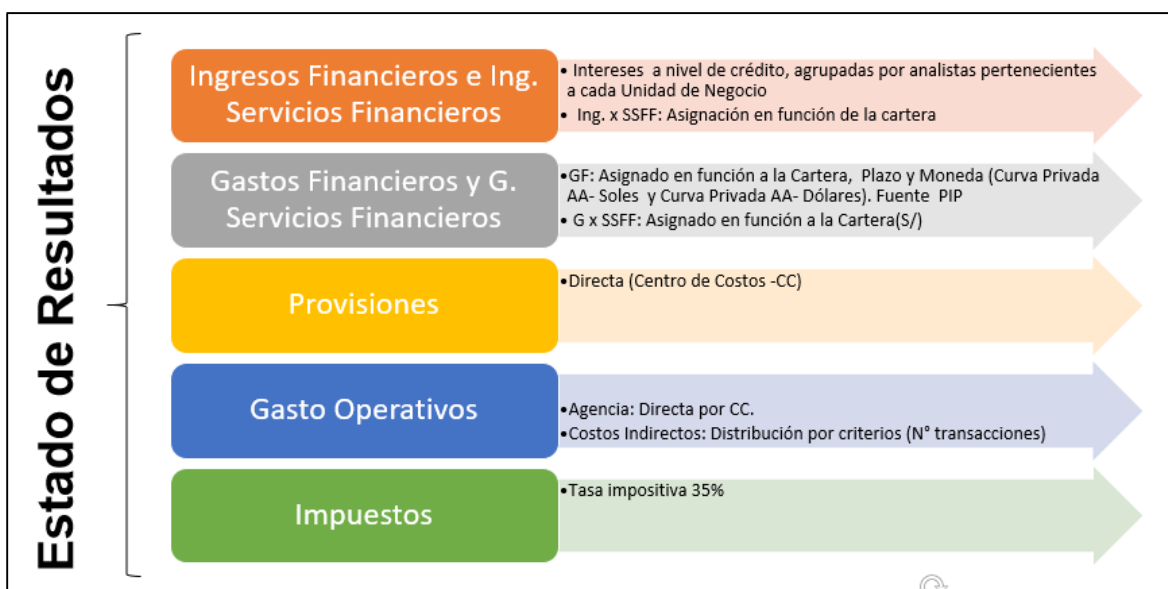 Estado de Resultados
Ingresos Financieros e Ing.
Servicios Financieros
• Intereses a nivel de crédito, agrupadas por analistas pertenecientes
a cada Unidad de Negocio
• Ing. x SSFF: Asignación en función de la cartera
Gastos Financieros y G.
Servicios Financieros
•GF: Asignado en función a la Cartera, Plazo y Moneda (Curva Privada
AA- Soles y Curva Privada AA- Dólares). Fuente PIP
• G x SSFF: Asignado en función a la Cartera(S/)
Provisiones
•Directa (Centro de Costos -CC)
Gasto Operativos
•Agencia: Directa por CC.
•Costos Indirectos: Distribución por criterios (N° transacciones)
Impuestos
•Tasa impositiva 35%